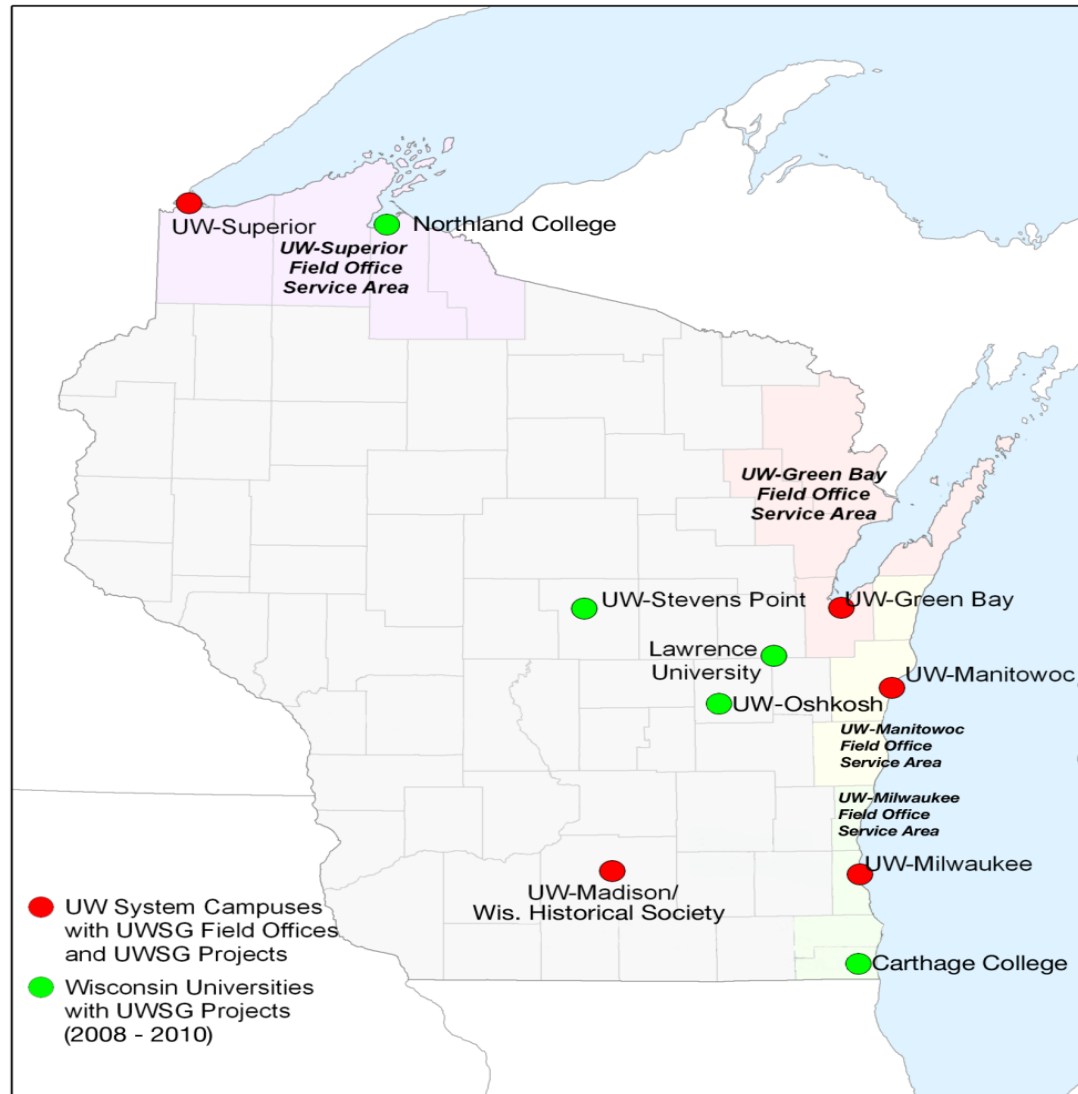 UW-Superior
Northland College
UW-Superior
Field Office
Service Area
UW-Green Bay
Field Office
Service Area
UW-Stevens Point
UW-Green Bay
Lawrence
University
UW-Manitowoc
UW-Oshkosh
UW-Manitowoc
Field Office
Service Area
UW-Milwaukee
Field Office
Service Area
UW-Milwaukee
UW-Madison/
Wis. Historical Society
Carthage College
UW System Campuses
with UWSG Field Offices
and UWSG Projects
Wisconsin Universities
with UWSG Projects
(2008 - 2010)